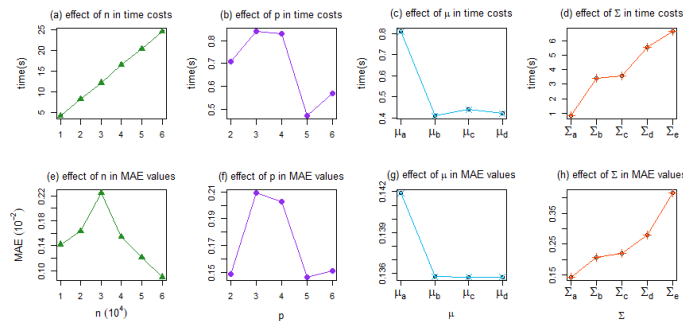 (a) effect of n in time costs
(b) effect of p in time costs
(c) effect of μ in time costs
(d) effect of Σ in time costs
time(s)
25
20
15
10
5
1 2 3 4 5 6
time(s)
0.8
0.7
0.6
0.5
2 3 4 5 6
time(s)
0.8
0.7
0.6
0.5
0.4
μa μb μc μd
time(s)
6
5
4
3
2
1
Σa Σb Σc Σd Σe
(e) effect of n in MAE values
(f) effect of p in MAE values
(g) effect of μ in MAE values
(h) effect of Σ in MAE values
MAE (10⁻²)
0.22
0.18
0.14
0.10
1 2 3 4 5 6
n (10⁴)
0.21
0.19
0.17
0.15
2 3 4 5 6
p
0.142
0.139
0.136
μa μb μc μd
μ
0.35
0.25
0.15
Σa Σb Σc Σd Σe
Σ